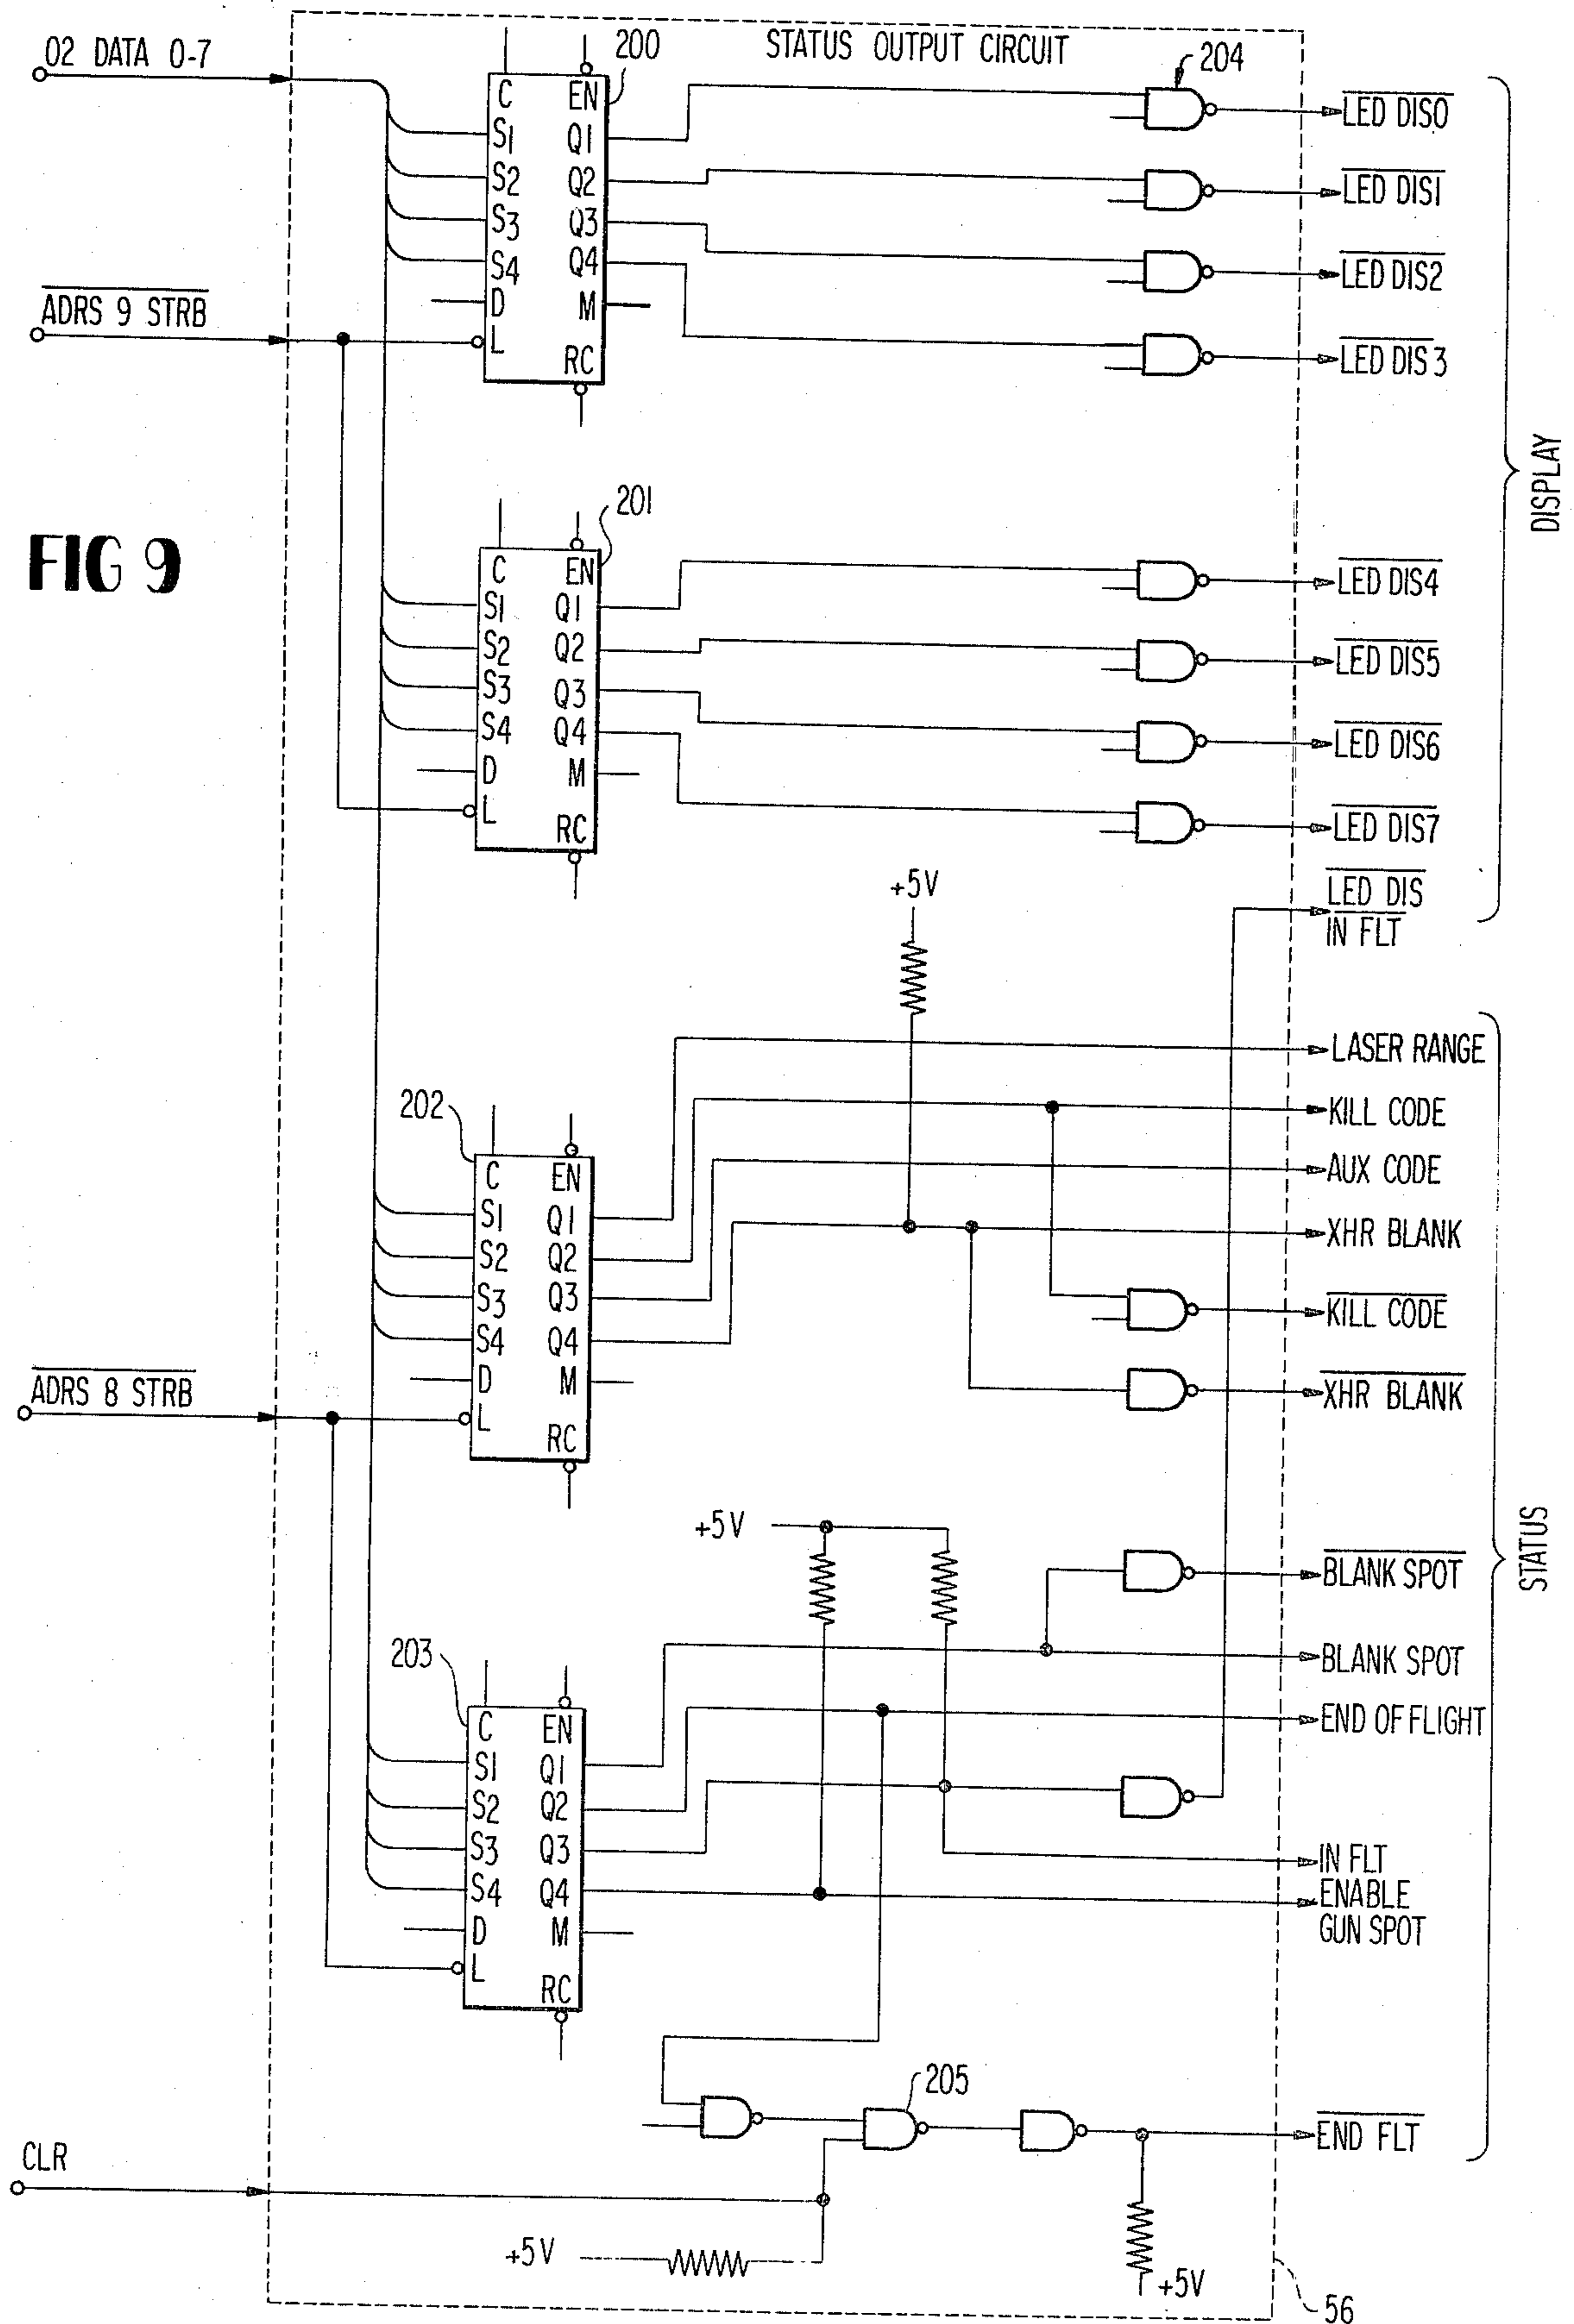 STATUS OUTPUT CIRCUIT
02 DATA 0-7
200
204
C EN
S1 Q1
S2 Q2
S3 Q3
S4 Q4
D M
L
RC
LED DIS0
LED DIS1
LED DIS2
LED DIS3
ADRS 9 STRB
FIG 9
201
C EN
S1 Q1
S2 Q2
S3 Q3
S4 Q4
D M
L
RC
LED DIS4
LED DIS5
LED DIS6
LED DIS7
LED DIS
IN FLT
DISPLAY
+5V
202
C EN
S1 Q1
S2 Q2
S3 Q3
S4 Q4
D M
L
RC
LASER RANGE
KILL CODE
AUX CODE
XHR BLANK
KILL CODE
XHR BLANK
ADRS 8 STRB
+5V
203
C EN
S1 Q1
S2 Q2
S3 Q3
S4 Q4
D M
L
RC
BLANK SPOT
BLANK SPOT
END OF FLIGHT
IN FLT
ENABLE
GUN SPOT
STATUS
205
END FLT
CLR
+5V
+5V
56